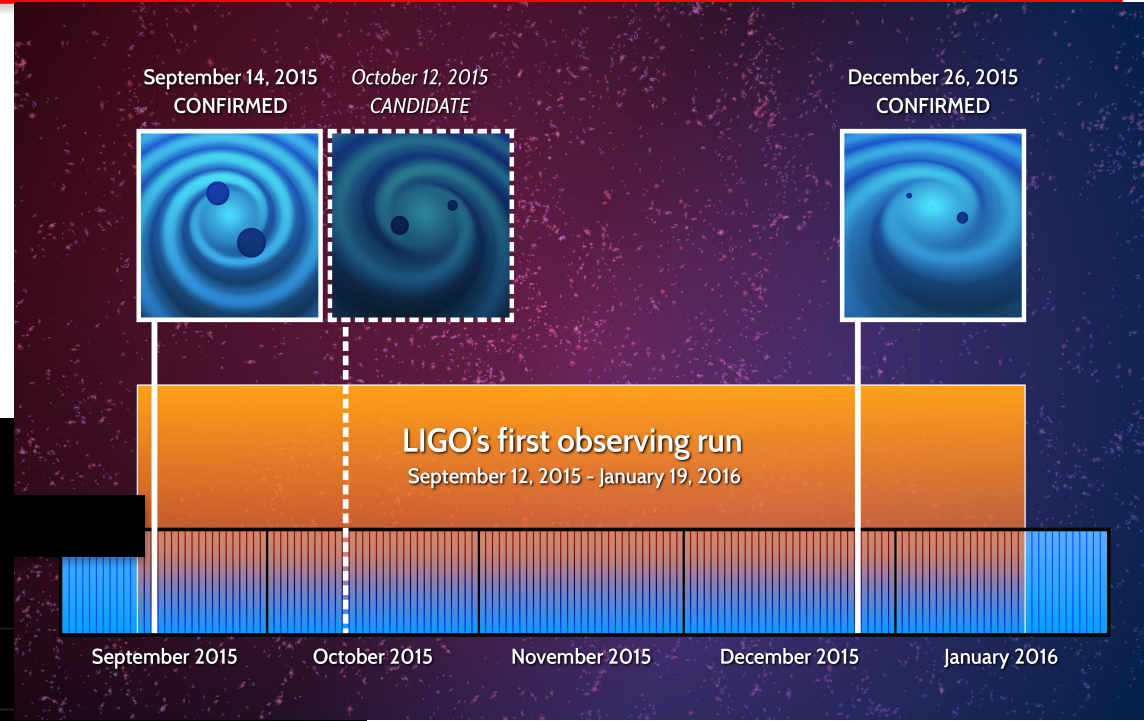 September 14, 2015
CONFIRMED
October 12, 2015
CANDIDATE
December 26, 2015
CONFIRMED
LIGO's first observing run
September 12, 2015 - January 19, 2016
September 2015
October 2015
November 2015
December 2015
January 2016